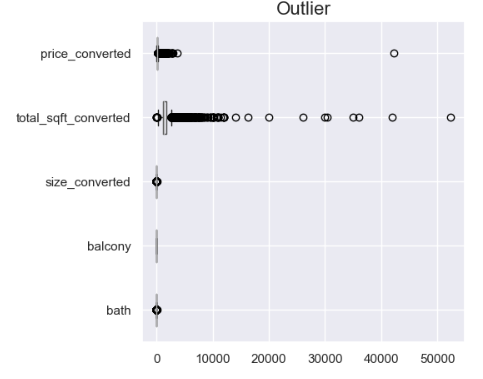 Outlier
price_converted
total_sqft_converted
size_converted
balcony
bath
0 10000 20000 30000 40000 50000